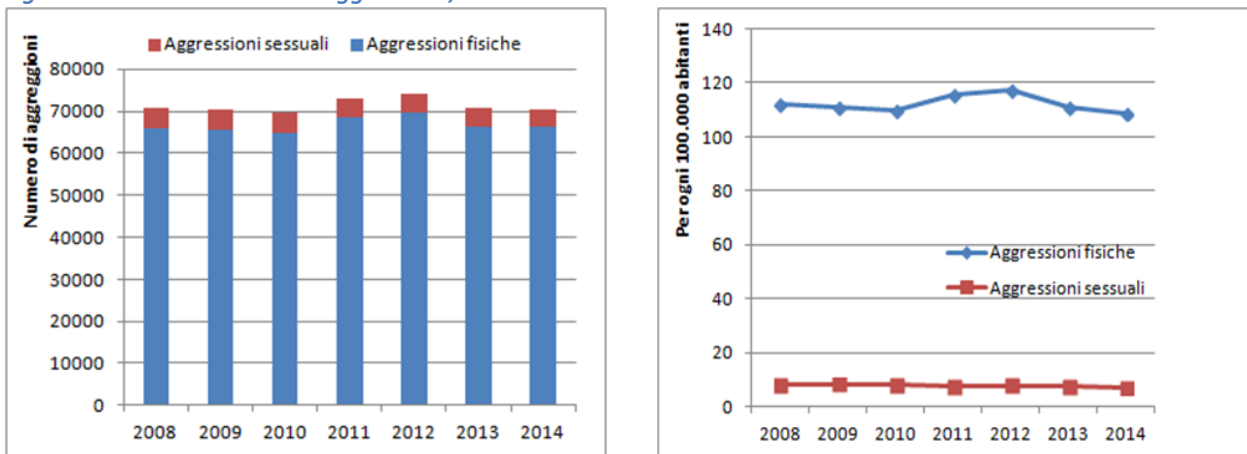 Aggressioni sessuali Aggressioni fisiche
Numero di aggreggioni
80000
70000
60000
50000
40000
30000
20000
10000
0
2008 2009 2010 2011 2012 2013 2014
Per ogni 100.000 abitanti
140
120
100
80
60
40
20
0
Aggressioni fisiche
Aggressioni sessuali
2008 2009 2010 2011 2012 2013 2014